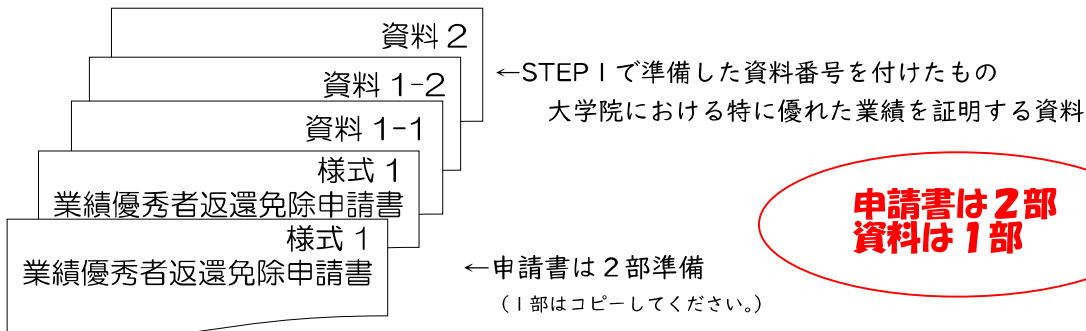 資料 2
資料 1-2
資料 1-1
様式 1
業績優秀者返還免除申請書
様式 1
業績優秀者返還免除申請書
←STEP1で準備した資料番号を付けたもの
大学院における特に優れた業績を証明する資料
←申請書は2部準備
(1部はコピーしてください。)
申請書は2部
資料は1部